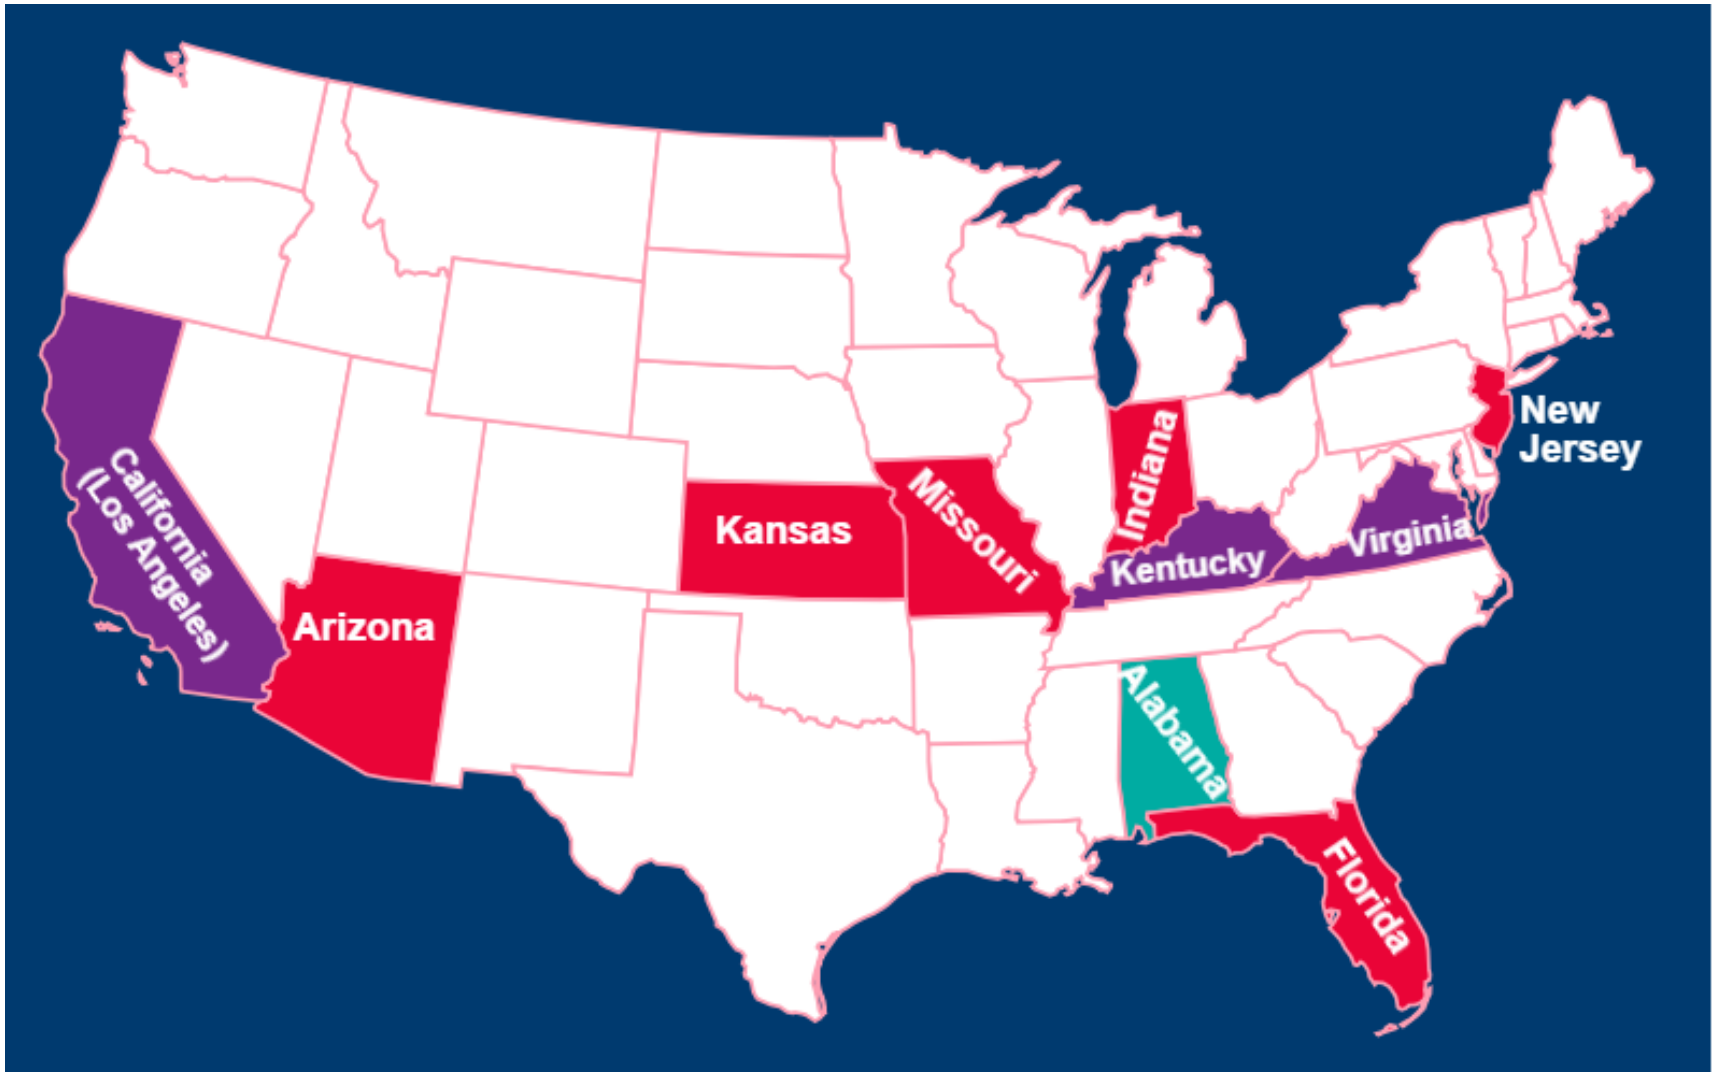 New
Jersey
Indiana
Missouri
Kansas
California
(Los Angeles)
Virginia
Kentucky
Arizona
Alabama
Florida